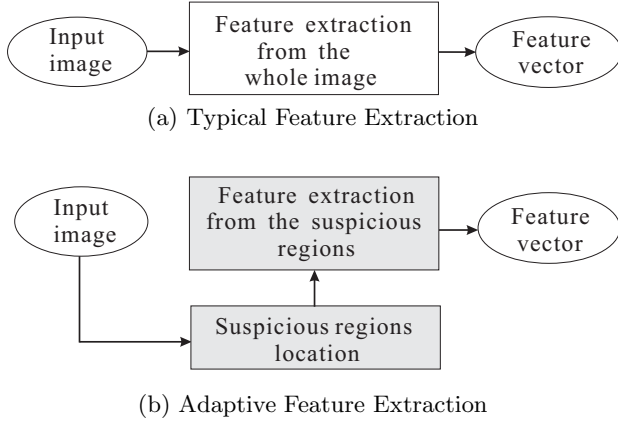 Input
image
Feature extraction
from the
whole image
Feature
vector
(a) Typical Feature Extraction
Input
image
Feature extraction
from the suspicious
regions
Feature
vector
Suspicious regions
location
(b) Adaptive Feature Extraction